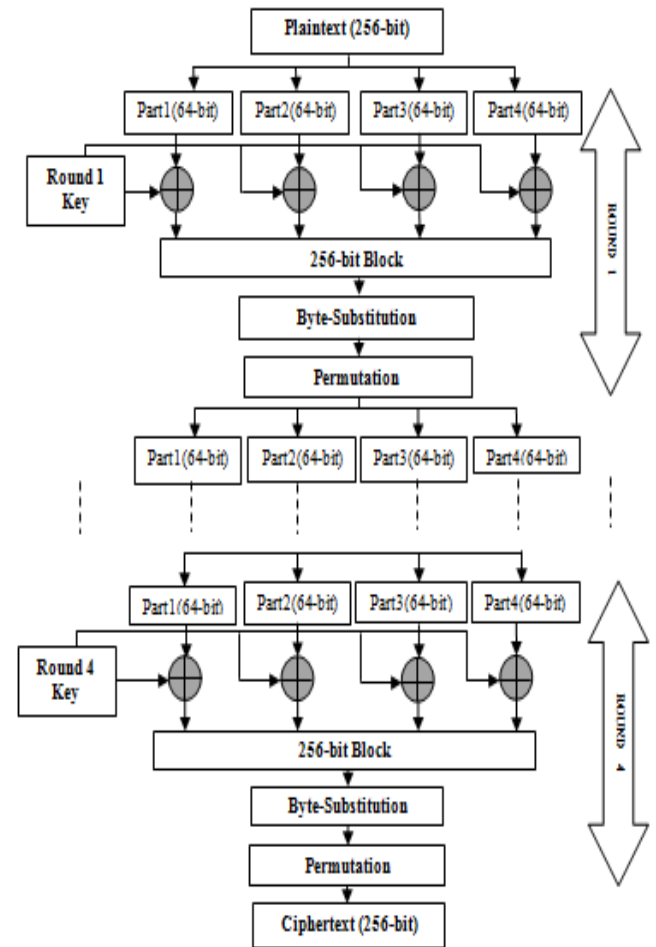 Plaintext (256-bit)
Part1(64-bit) Part2(64-bit) Part3(64-bit) Part4(64-bit)
Round 1
Key
256-bit Block
Byte-Substitution
Permutation
ROUND 1
Part1(64-bit) Part2(64-bit) Part3(64-bit) Part4(64-bit)
Part1(64-bit) Part2(64-bit) Part3(64-bit) Part4(64-bit)
Round 4
Key
256-bit Block
Byte-Substitution
Permutation
Ciphertext (256-bit)
ROUND 4